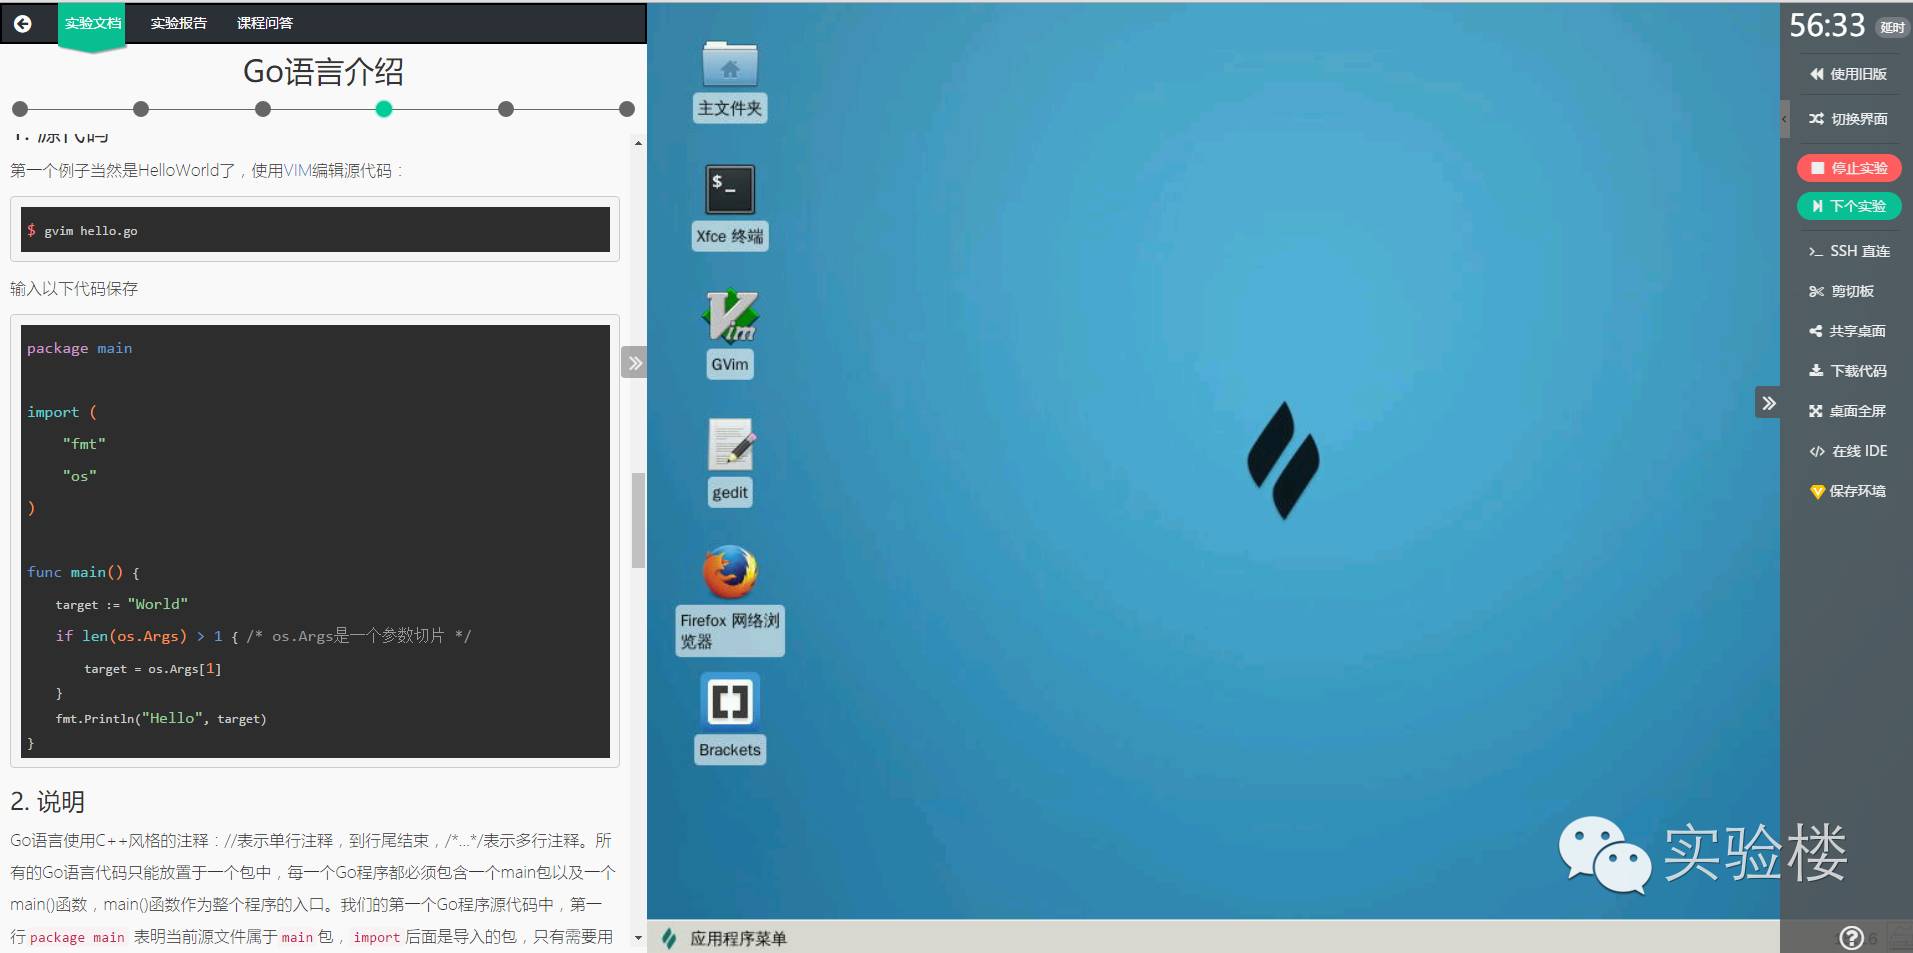 实验文档 实验报告 课程问答
Go语言介绍
1. 源代码
第一个例子当然是HelloWorld了，使用VIM编辑源代码：
$ gvim hello.go
输入以下代码保存
package main
import (
"fmt"
"os"
)
func main() {
target := "World"
if len(os.Args) > 1 { /* os.Args是一个参数切片 */
target = os.Args[1]
}
fmt.Println("Hello", target)
}
2. 说明
Go语言使用C++风格的注释：//表示单行注释，到行尾结束，/*...*/表示多行注释。所
有的Go语言代码只能放置于一个包中，每一个Go程序都必须包含一个main包以及一个
main()函数，main()函数作为整个程序的入口。我们的第一个Go程序源代码中，第一
行 package main 表明当前源文件属于 main 包， import 后面是导入的包，只有需要用
主文件夹
$_
Xfce 终端
Vim
GVim
gedit
Firefox 网络浏
览器
Brackets
应用程序菜单
实验楼
56:33 延时
使用旧版
切换界面
停止实验
下个实验
>_ SSH 直连
剪切板
共享桌面
下载代码
桌面全屏
</> 在线 IDE
保存环境